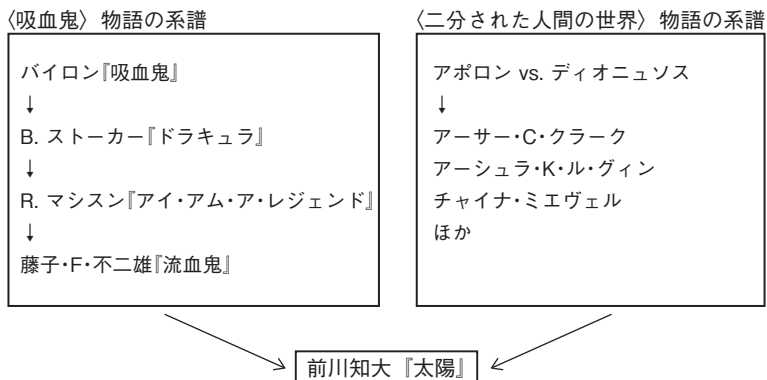 〈吸血鬼〉物語の系譜
バイロン『吸血鬼』
↓
B. ストーカー『ドラキュラ』
↓
R. マシスン『アイ・アム・ア・レジェンド』
↓
藤子・F・不二雄『流血鬼』
〈二分された人間の世界〉物語の系譜
アポロン vs. ディオニュソス
↓
アーサー・C・クラーク
アーシュラ・K・ル・グィン
チャイナ・ミエヴェル
ほか
前川知大『太陽』